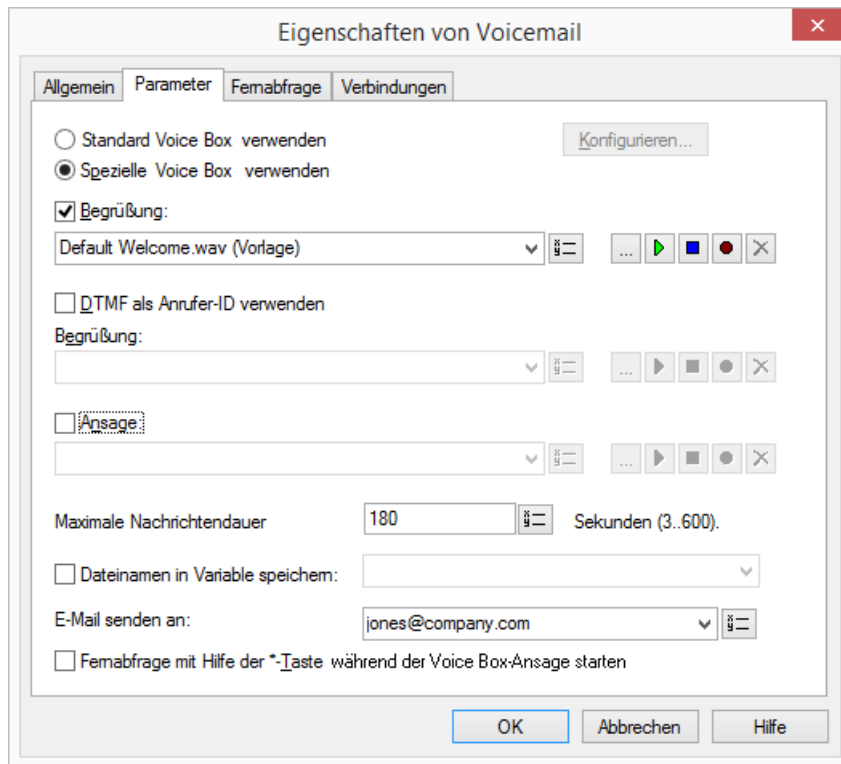 Eigenschaften von Voicemail
Allgemein Parameter Fernabfrage Verbindungen
Standard Voice Box verwenden Konfigurieren...
Spezielle Voice Box verwenden
Begrüßung:
Default Welcome.wav (Vorlage) ...
DTMF als Anrufer-ID verwenden
Begrüßung:
...
Ansage:
...
Maximale Nachrichtendauer 180 Sekunden (3..600).
Dateinamen in Variable speichern:
E-Mail senden an: jones@company.com
Fernabfrage mit Hilfe der *-Taste während der Voice Box-Ansage starten
OK Abbrechen Hilfe